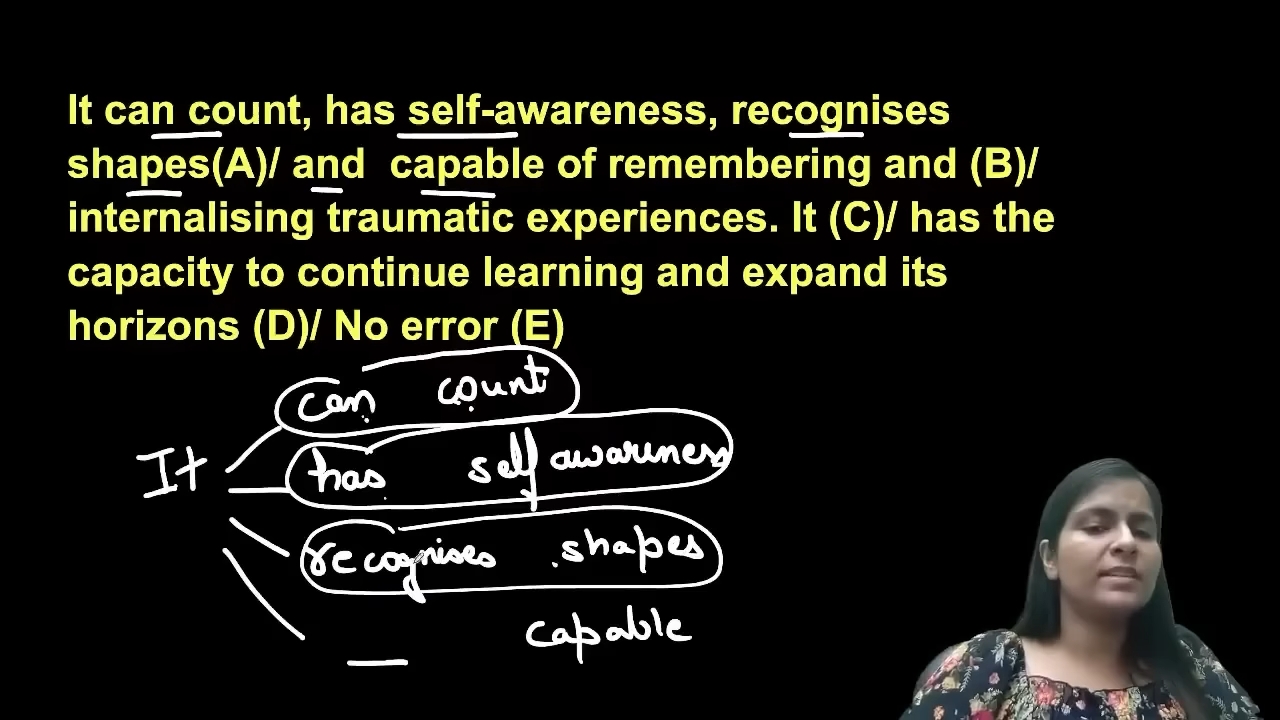 It can count, has self-awareness, recognises
shapes(A)/ and capable of remembering and (B)/
internalising traumatic experiences. It (C)/ has the
capacity to continue learning and expand its
horizons (D)/ No error (E)
can count
It has self awareness
recognises shapes
capable